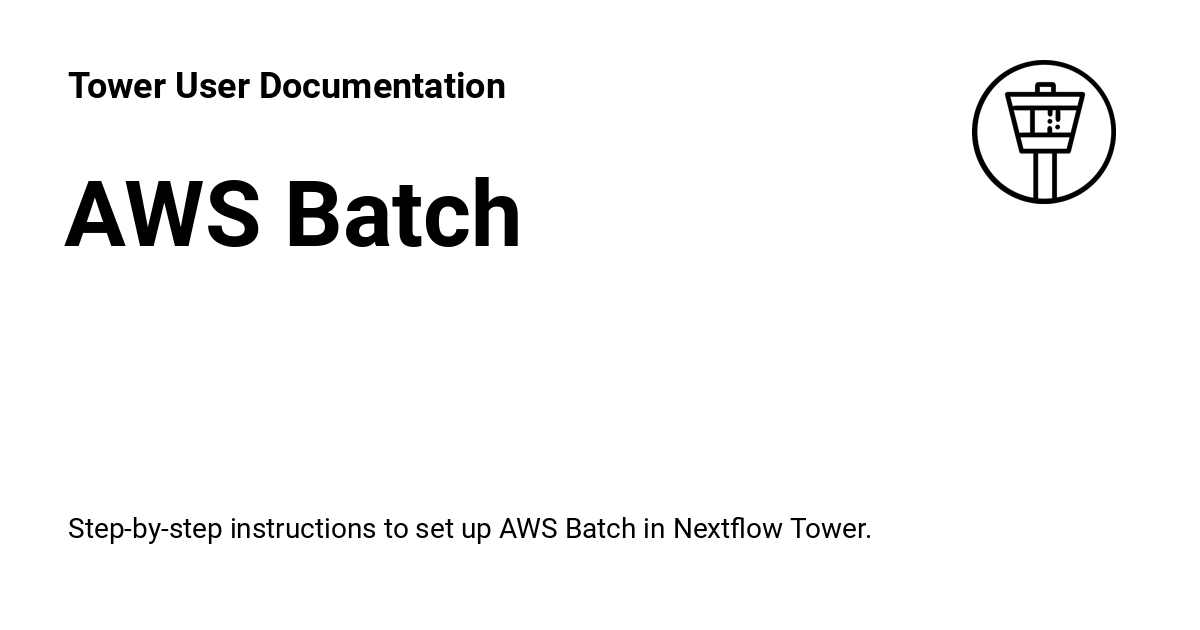 Tower User Documentation
AWS Batch
Step-by-step instructions to set up AWS Batch in Nextflow Tower.